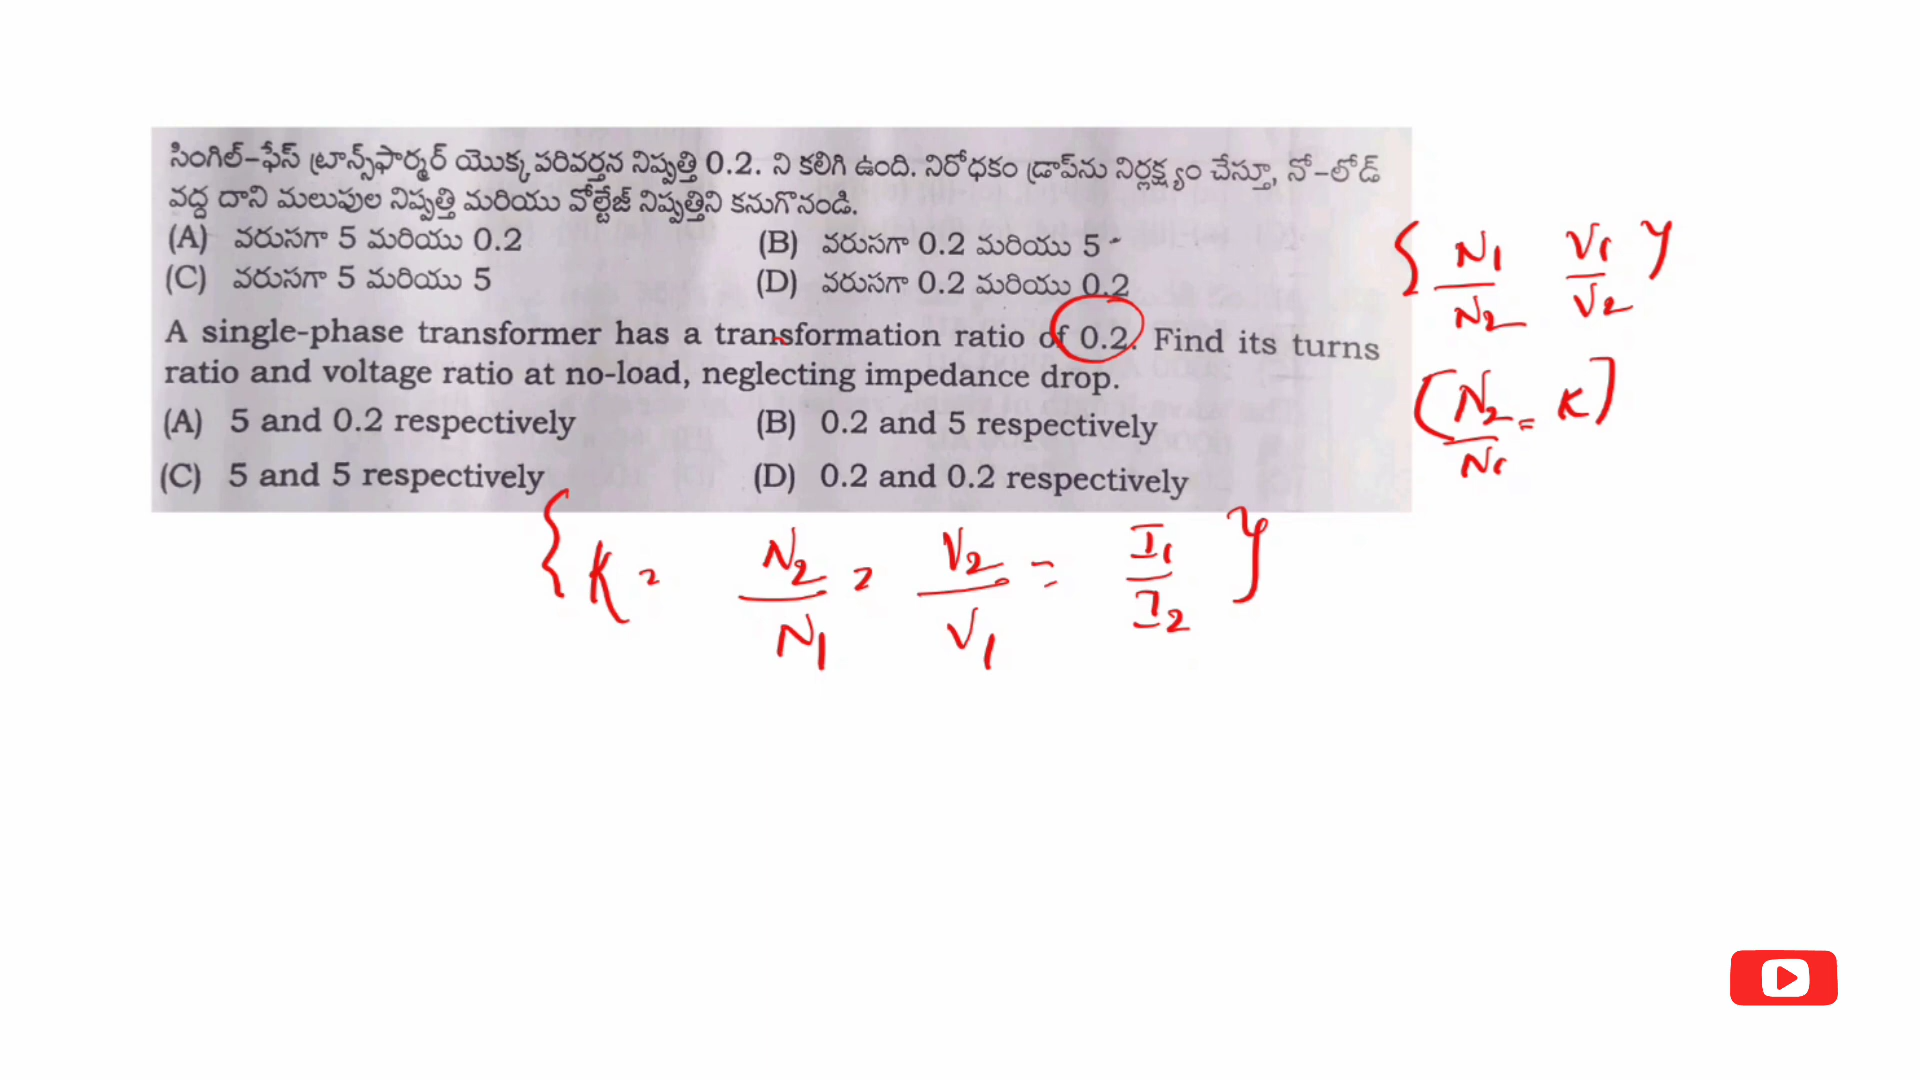 సింగిల్-ఫేస్ ట్రాన్స్‌ఫార్మర్ యొక్క పరివర్తన నిష్పత్తి 0.2. ని కలిగి ఉంది. నిరోధకం డ్రాప్‌ను నిర్లక్ష్యం చేస్తూ, నో-లోడ్
వద్ద దాని మలుపుల నిష్పత్తి మరియు వోల్టేజ్ నిష్పత్తిని కనుగొనండి.
(A) వరుసగా 5 మరియు 0.2 (B) వరుసగా 0.2 మరియు 5
(C) వరుసగా 5 మరియు 5 (D) వరుసగా 0.2 మరియు 0.2
A single-phase transformer has a transformation ratio of 0.2. Find its turns
ratio and voltage ratio at no-load, neglecting impedance drop.
(A) 5 and 0.2 respectively (B) 0.2 and 5 respectively
(C) 5 and 5 respectively (D) 0.2 and 0.2 respectively
{ N1/N2 V1/V2 }
[ N2/N1 = K ]
{ K = N2/N1 = V2/V1 = I1/I2 }